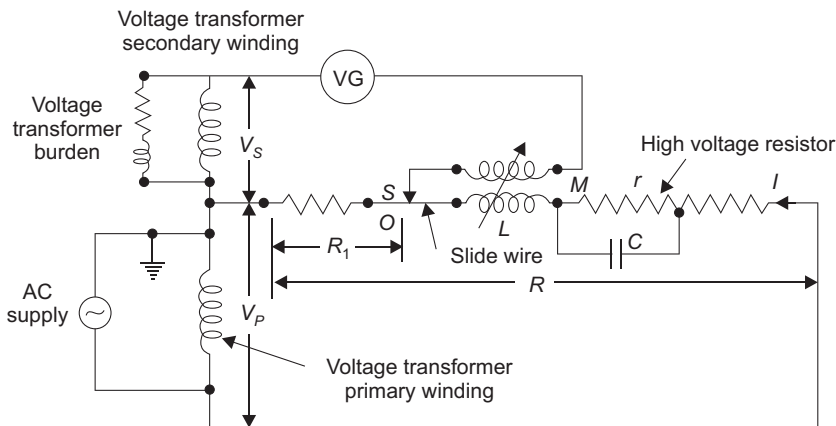 Voltage transformer
secondary winding
VG
Voltage
transformer
burden
V_S
High voltage resistor
S
M
r
I
O
L
R_1
Slide wire
C
R
AC
supply
V_P
Voltage transformer
primary winding